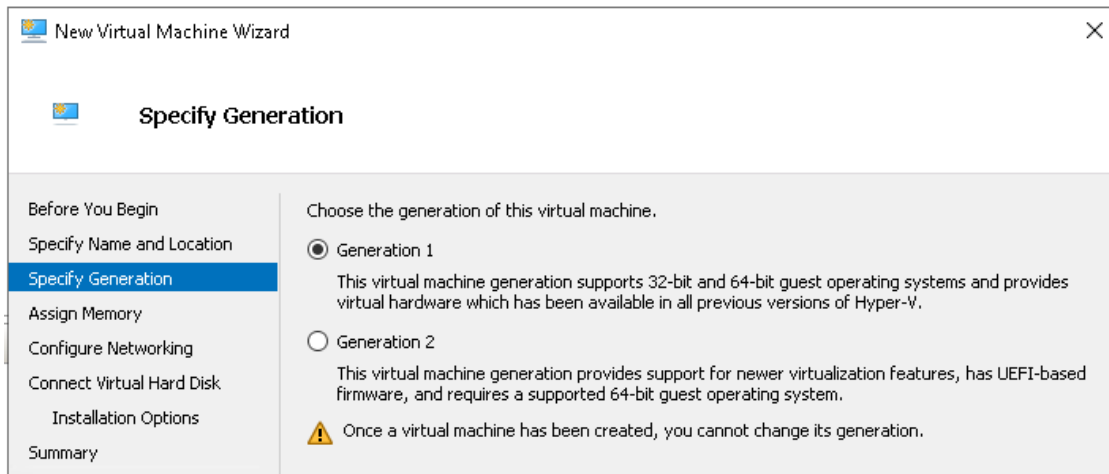 New Virtual Machine Wizard
Specify Generation
Before You Begin
Specify Name and Location
Specify Generation
Assign Memory
Configure Networking
Connect Virtual Hard Disk
Installation Options
Summary
Choose the generation of this virtual machine.
Generation 1
This virtual machine generation supports 32-bit and 64-bit guest operating systems and provides
virtual hardware which has been available in all previous versions of Hyper-V.
Generation 2
This virtual machine generation provides support for newer virtualization features, has UEFI-based
firmware, and requires a supported 64-bit guest operating system.
Once a virtual machine has been created, you cannot change its generation.